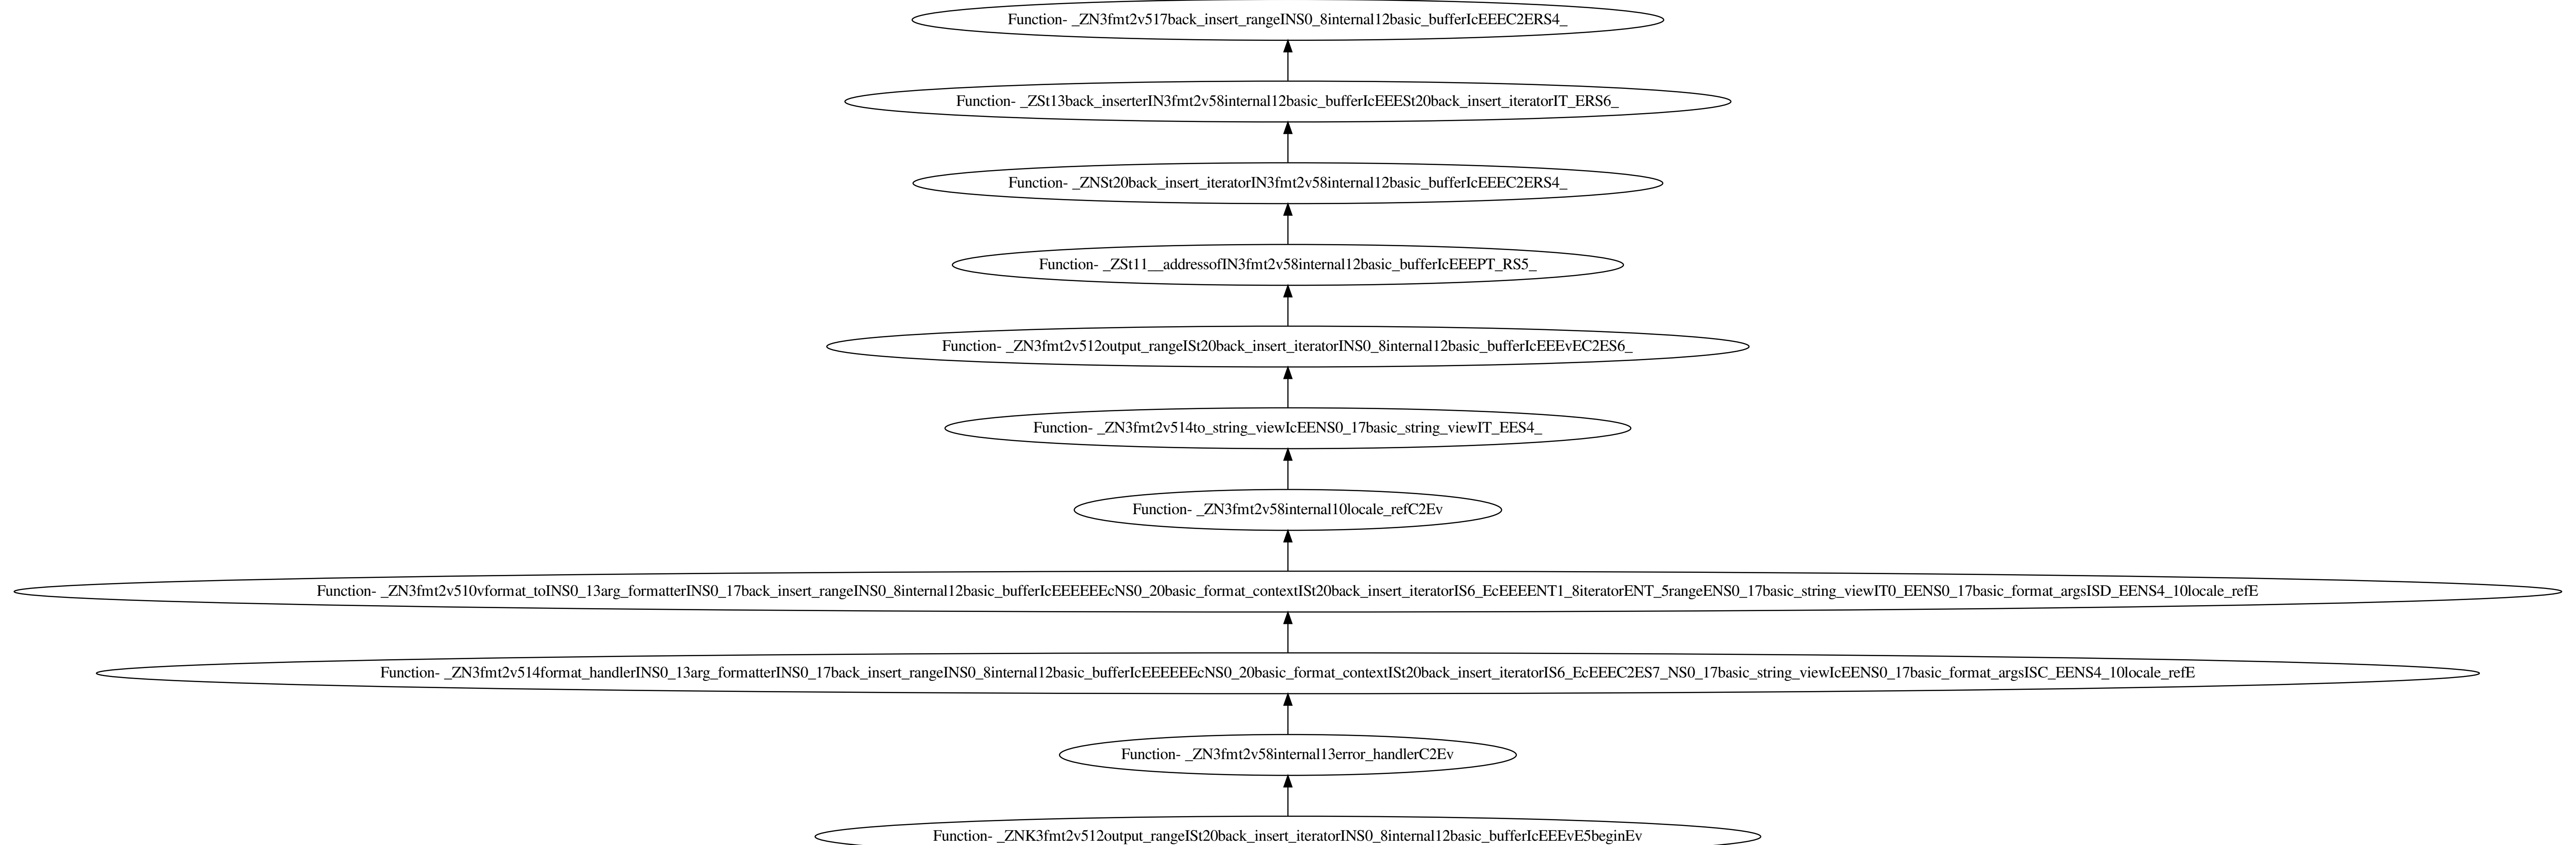 Function- _ZN3fmt2v517back_insert_rangeINS0_8internal12basic_bufferIcEEEC2ERS4_
Function- _ZSt13back_inserterIN3fmt2v58internal12basic_bufferIcEEESt20back_insert_iteratorIT_ERS6_
Function- _ZNSt20back_insert_iteratorIN3fmt2v58internal12basic_bufferIcEEEC2ERS4_
Function- _ZSt11__addressofIN3fmt2v58internal12basic_bufferIcEEEPT_RS5_
Function- _ZN3fmt2v512output_rangeISt20back_insert_iteratorINS0_8internal12basic_bufferIcEEEvEC2ES6_
Function- _ZN3fmt2v514to_string_viewIcEENS0_17basic_string_viewIT_EES4_
Function- _ZN3fmt2v58internal10locale_refC2Ev
Function- _ZN3fmt2v510vformat_toINS0_13arg_formatterINS0_17back_insert_rangeINS0_8internal12basic_bufferIcEEEEEEcNS0_20basic_format_contextISt20back_insert_iteratorIS6_EcEEEENT1_8iteratorENT_5rangeENS0_17basic_string_viewIT0_EENS0_17basic_format_argsISD_EENS4_10locale_refE
Function- _ZN3fmt2v514format_handlerINS0_13arg_formatterINS0_17back_insert_rangeINS0_8internal12basic_bufferIcEEEEEEcNS0_20basic_format_contextISt20back_insert_iteratorIS6_EcEEEC2ES7_NS0_17basic_string_viewIcEENS0_17basic_format_argsISC_EENS4_10locale_refE
Function- _ZN3fmt2v58internal13error_handlerC2Ev
Function- _ZNK3fmt2v512output_rangeISt20back_insert_iteratorINS0_8internal12basic_bufferIcEEEvE5beginEv